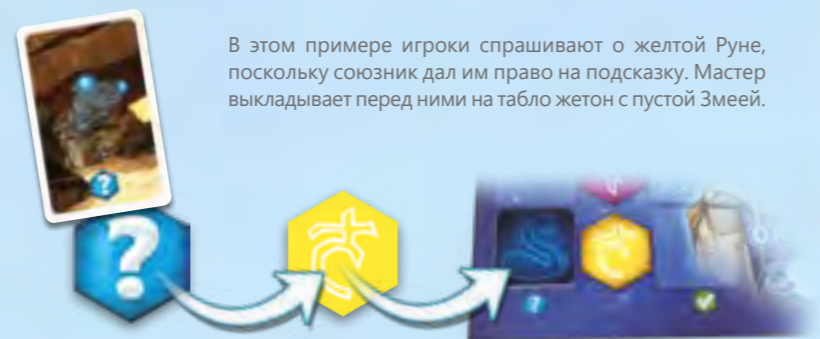 В этом примере игроки спрашивают о желтой Руне,
поскольку союзник дал им право на подсказку. Мастер
выкладывает перед ними на табло жетон с пустой Змеей.
?
?
?